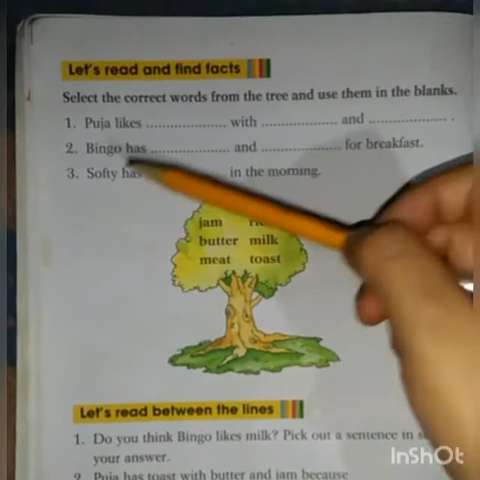 Let's read and find facts
Select the correct words from the tree and use them in the blanks.
1. Puja likes .................... with .................... and .................... .
2. Bingo has .................... and .................... for breakfast.
3. Softy has in the morning.
jam
butter milk
meat toast
Let's read between the lines
1. Do you think Bingo likes milk? Pick out a sentence in
your answer.
2. Puja has toast with butter and jam because
InShOt